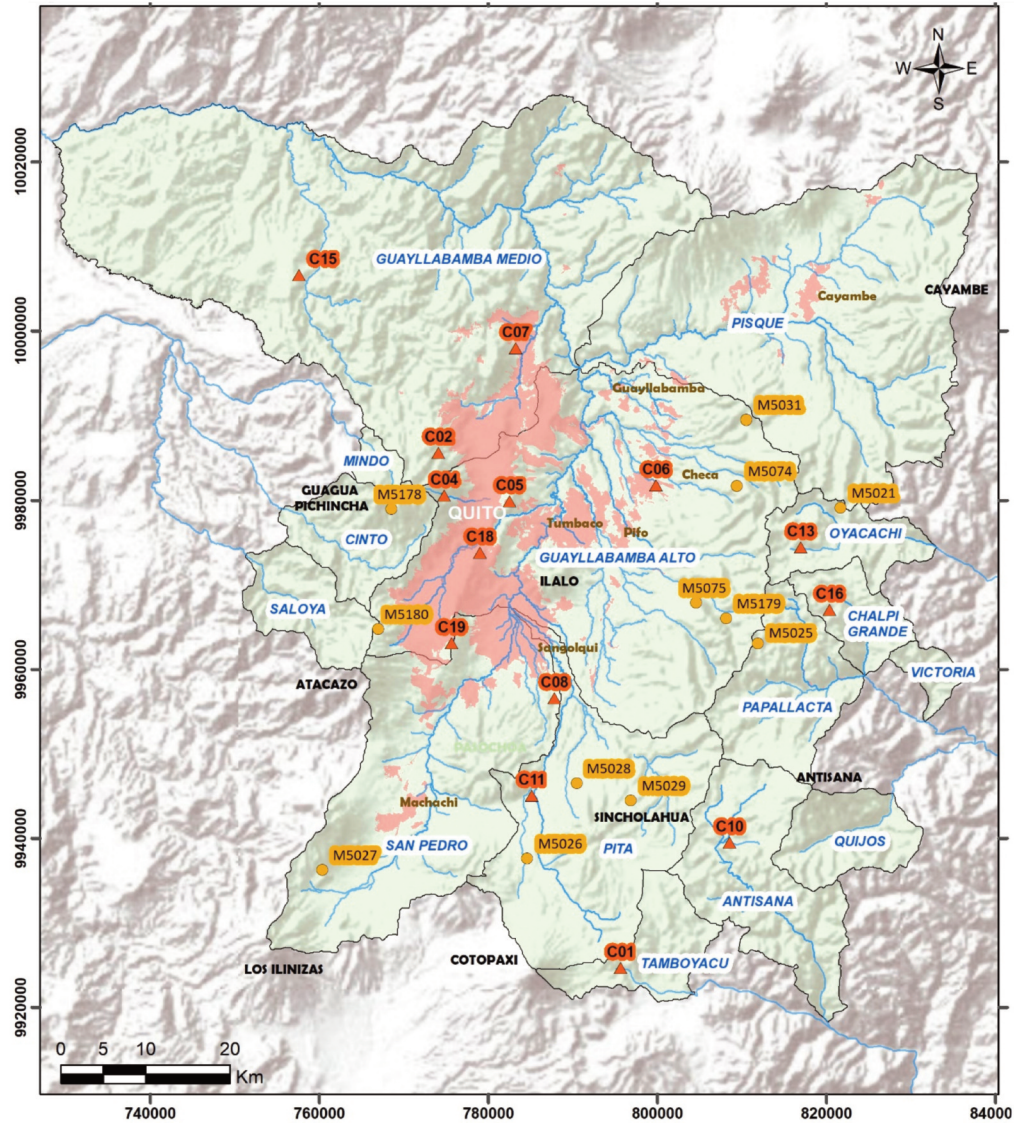 N
W E
S
10020000
C15
GUAYLLABAMBA MEDIO
CAYAMBE
Cayambe
PISQUE
10000000
C07
Guayllabamba
M5031
C02
MINDO
C04
C05
C06
Checa
M5074
GUAGUA
PICHINCHA
M5178
M5021
9980000
QUITO
Tumbaco
Pifo
C13
OYACACHI
CINTO
C18
GUAYLLABAMBA ALTO
ILALO
SALOYA
M5180
M5075
M5179
C16
CHALPI
GRANDE
C19
M5025
Sangolqui
9960000
ATACAZO
C08
VICTORIA
PAPALLACTA
C11
M5028
M5029
ANTISANA
Machachi
SINCHOLAHUA
C10
9940000
SAN PEDRO
M5026
PITA
QUIJOS
M5027
ANTISANA
COTOPAXI
C01
TAMBOYACU
LOS ILINIZAS
9920000
0 5 10 20
Km
740000 760000 780000 800000 820000 84000